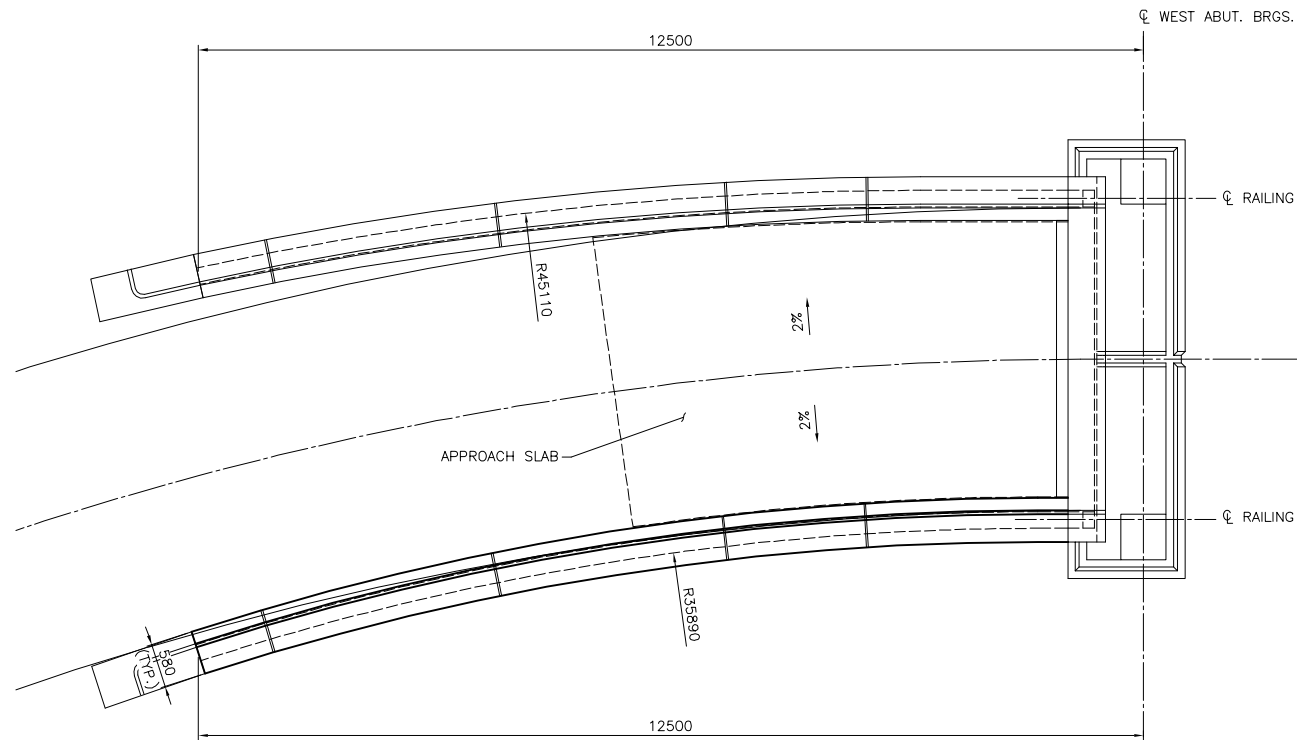 ℄ WEST ABUT. BRGS.
12500
℄ RAILING
R45110
2%
2%
APPROACH SLAB
℄ RAILING
R35890
580
(TYP.)
12500